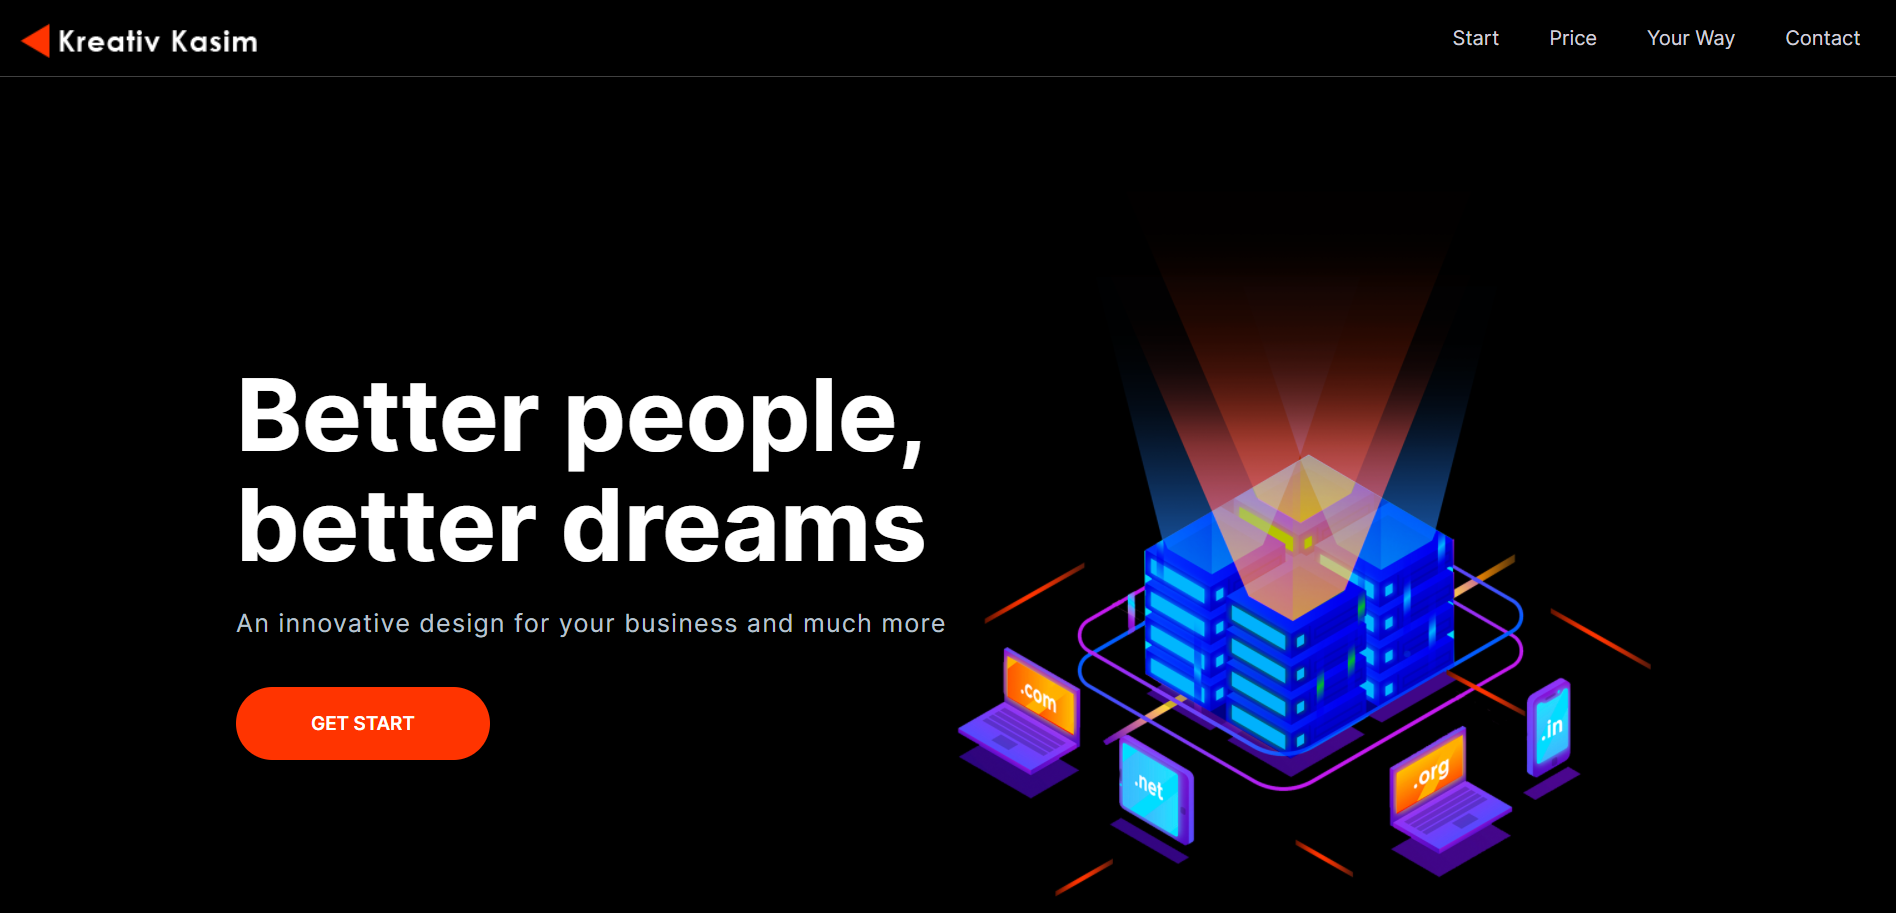 Kreativ Kasim
Start Price Your Way Contact
Better people,
better dreams
An innovative design for your business and much more
GET START
.com
.net
.org
.in